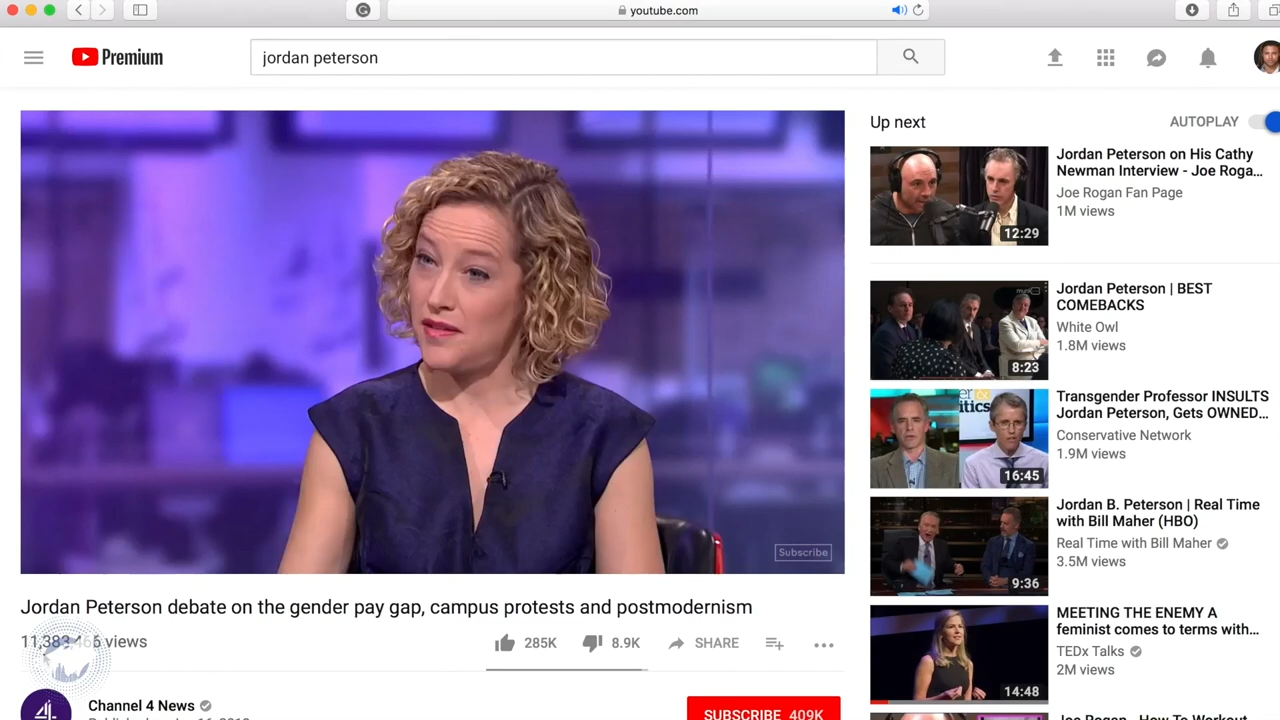 youtube.com
Premium
jordan peterson
Up next
AUTOPLAY
Jordan Peterson on His Cathy
Newman Interview - Joe Roga...
Joe Rogan Fan Page
1M views
12:29
Jordan Peterson | BEST
COMEBACKS
White Owl
1.8M views
8:23
Transgender Professor INSULTS
Jordan Peterson, Gets OWNED...
Conservative Network
1.9M views
16:45
Jordan B. Peterson | Real Time
with Bill Maher (HBO)
Real Time with Bill Maher
3.5M views
9:36
MEETING THE ENEMY A
feminist comes to terms with...
TEDx Talks
2M views
14:48
Subscribe
Jordan Peterson debate on the gender pay gap, campus protests and postmodernism
views
285K
8.9K
SHARE
Channel 4 News
SUBSCRIBE 409K
Joe Rogan - How To Workout